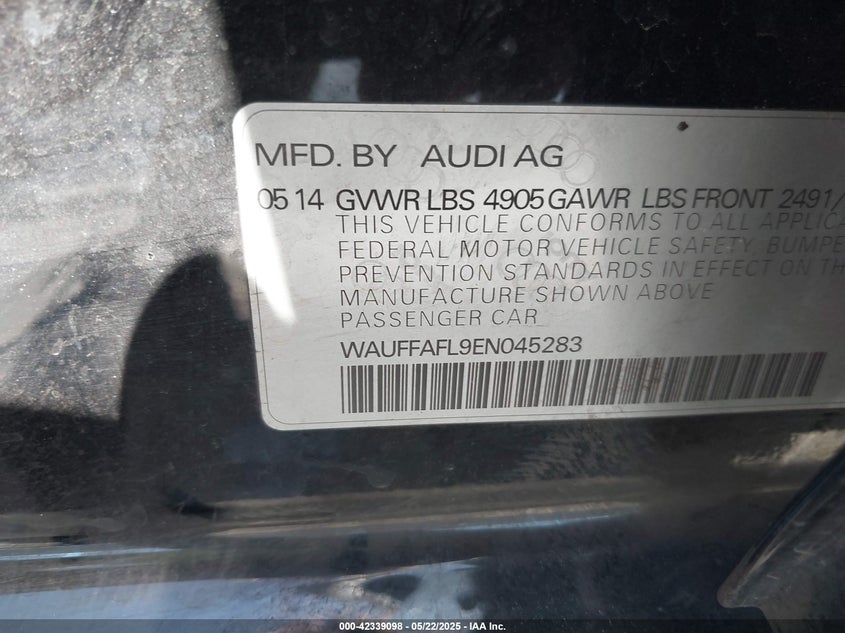 MFD. BY AUDI AG
05 14 GVWR LBS 4905 GAWR LBS FRONT 2491/
THIS VEHICLE CONFORMS TO ALL
FEDERAL MOTOR VEHICLE SAFETY, BUMPE
PREVENTION STANDARDS IN EFFECT ON TH
MANUFACTURE SHOWN ABOVE
PASSENGER CAR
WAUFFAFL9EN045283
000-42339098 - 05/22/2025 - IAA Inc.